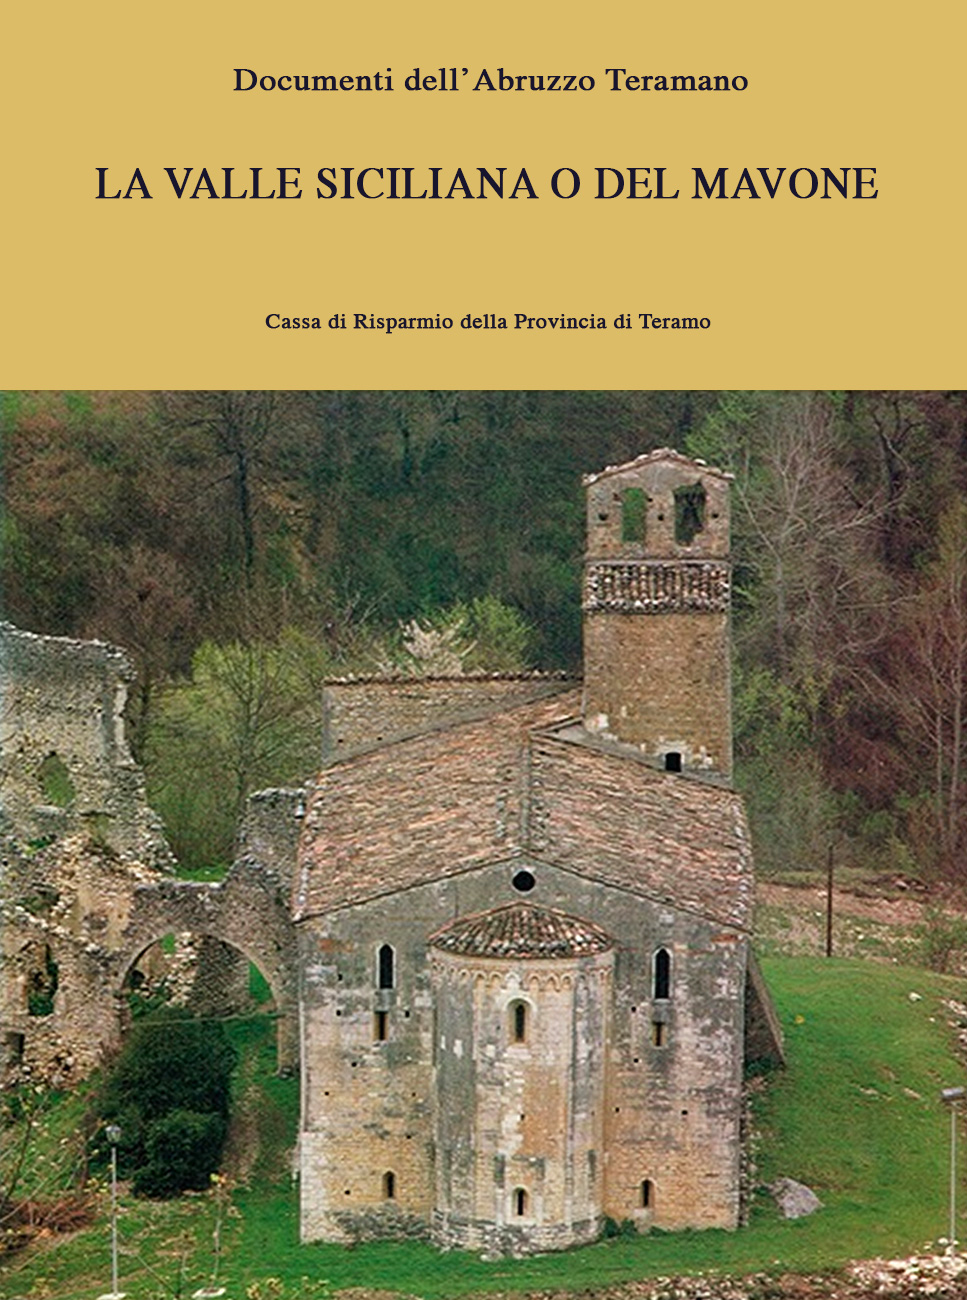 Documenti dell'Abruzzo Teramano
LA VALLE SICILIANA O DEL MAVONE
Cassa di Risparmio della Provincia di Teramo